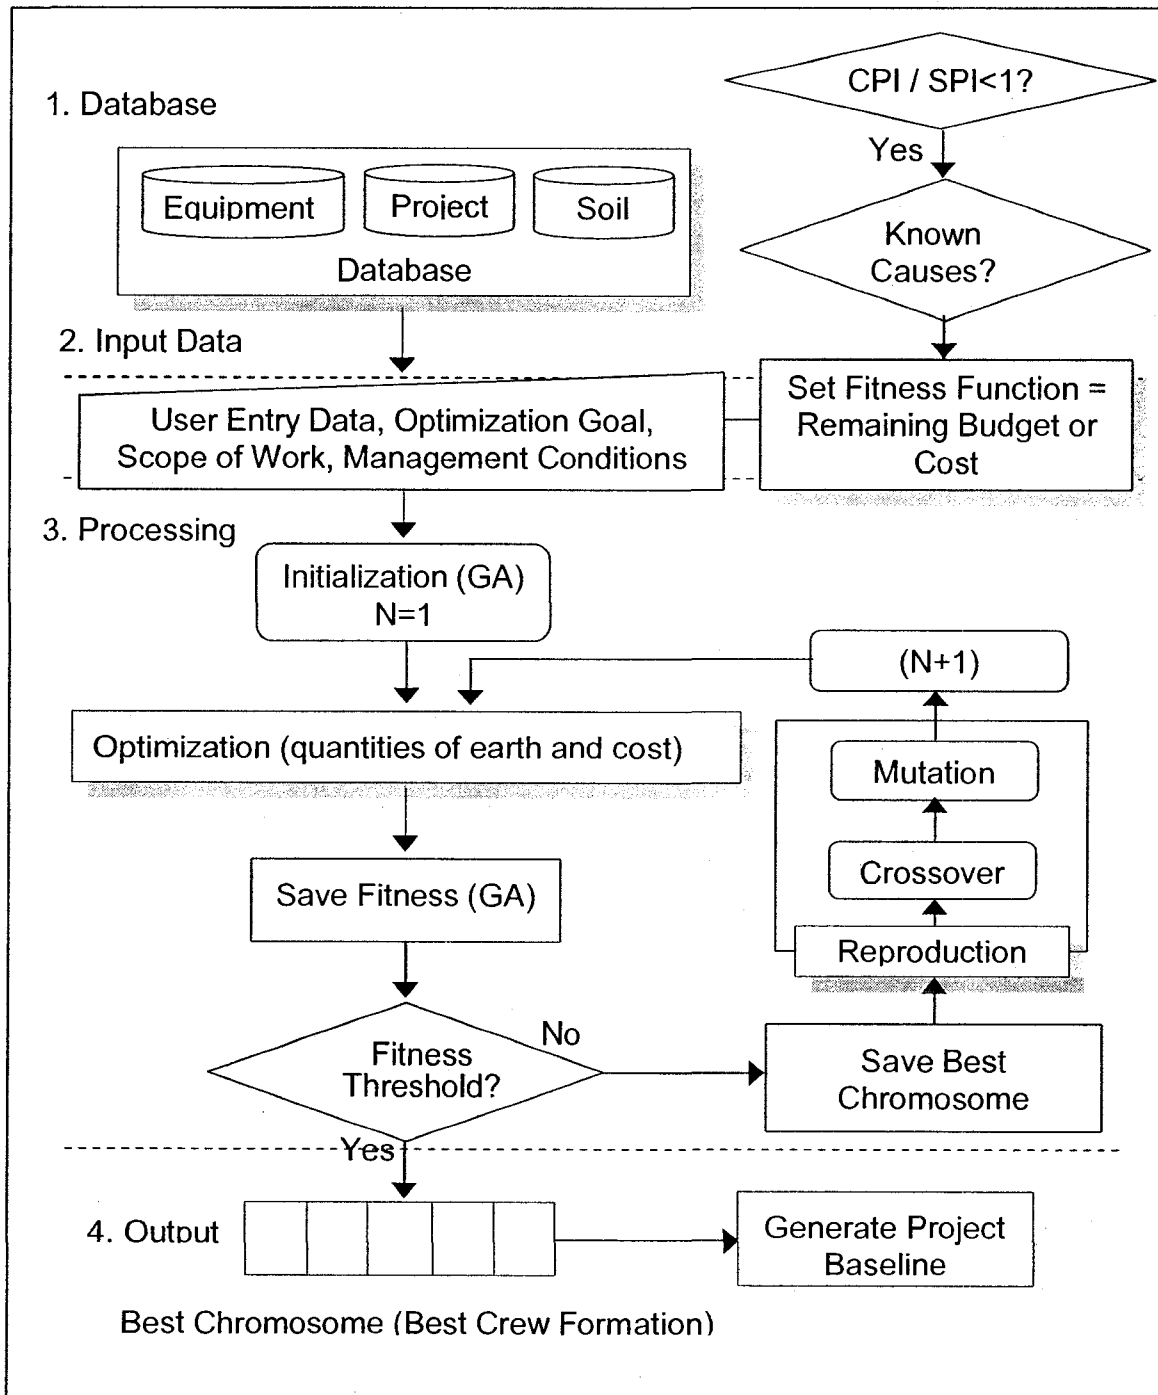 CPI / SPI<1?
1. Database
Yes
Equipment
Project
Soil
Database
Known
Causes?
2. Input Data
User Entry Data, Optimization Goal,
Scope of Work, Management Conditions
Set Fitness Function =
Remaining Budget or
Cost
3. Processing
Initialization (GA)
N=1
(N+1)
Optimization (quantities of earth and cost)
Mutation
Crossover
Reproduction
Save Fitness (GA)
Fitness
Threshold?
No
Save Best
Chromosome
Yes
4. Output
Generate Project
Baseline
Best Chromosome (Best Crew Formation)